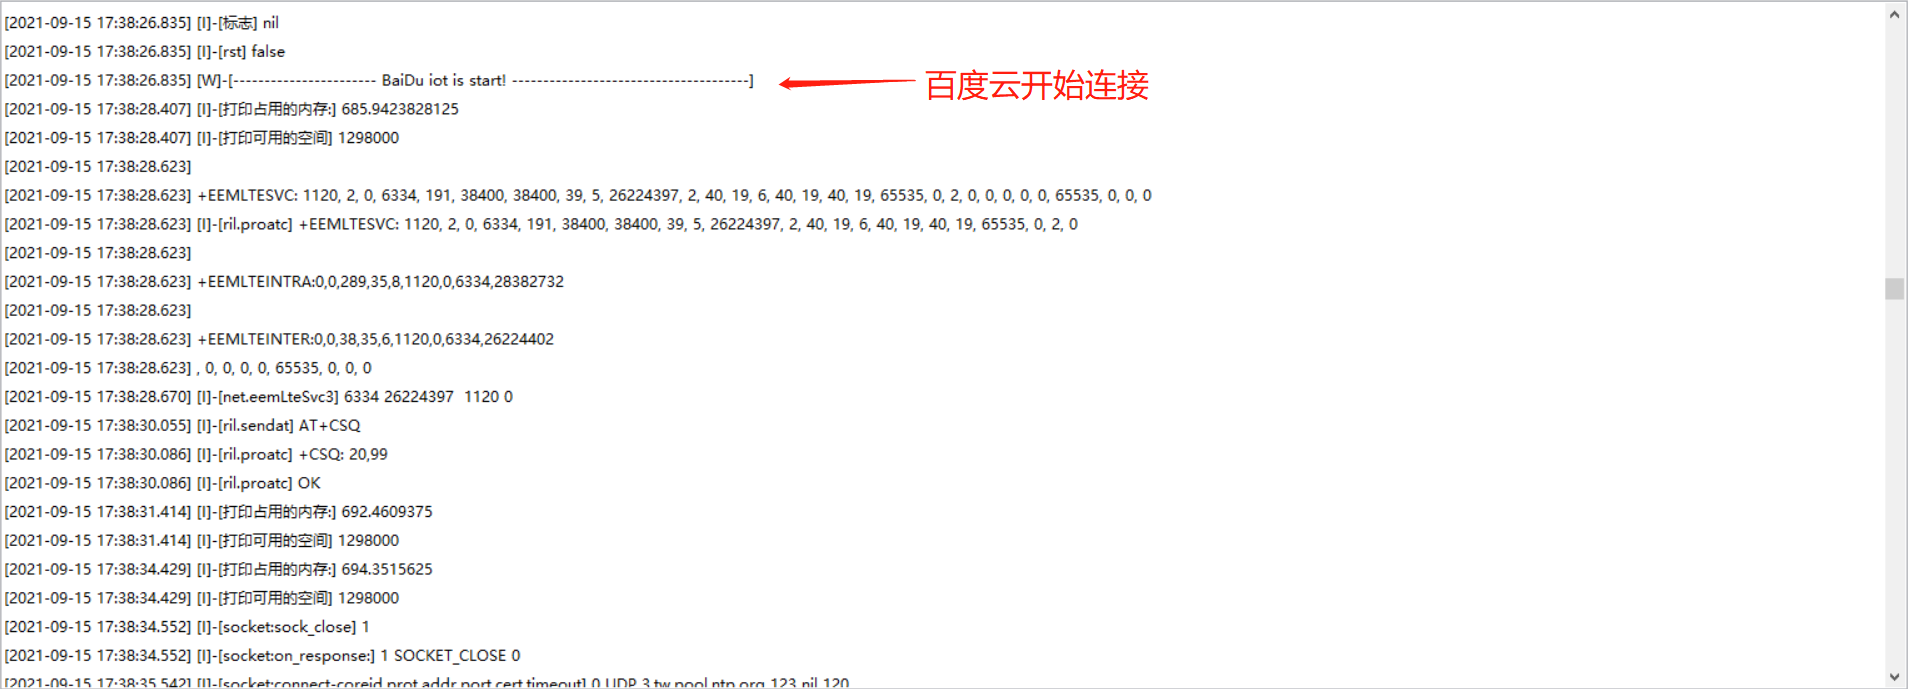 [2021-09-15 17:38:26.835] [I]-[标志] nil
[2021-09-15 17:38:26.835] [I]-[rst] false
[2021-09-15 17:38:26.835] [W]-[----------------------- BaiDu iot is start! --------------------------------------]
百度云开始连接
[2021-09-15 17:38:28.407] [I]-[打印占用的内存:] 685.9423828125
[2021-09-15 17:38:28.407] [I]-[打印可用的空间] 1298000
[2021-09-15 17:38:28.623]
[2021-09-15 17:38:28.623] +EEMLTESVC: 1120, 2, 0, 6334, 191, 38400, 38400, 39, 5, 26224397, 2, 40, 19, 6, 40, 19, 40, 19, 65535, 0, 2, 0, 0, 0, 0, 0, 65535, 0, 0, 0
[2021-09-15 17:38:28.623] [I]-[ril.proatc] +EEMLTESVC: 1120, 2, 0, 6334, 191, 38400, 38400, 39, 5, 26224397, 2, 40, 19, 6, 40, 19, 40, 19, 65535, 0, 2, 0
[2021-09-15 17:38:28.623]
[2021-09-15 17:38:28.623] +EEMLTEINTRA:0,0,289,35,8,1120,0,6334,28382732
[2021-09-15 17:38:28.623]
[2021-09-15 17:38:28.623] +EEMLTEINTER:0,0,38,35,6,1120,0,6334,26224402
[2021-09-15 17:38:28.623] , 0, 0, 0, 0, 65535, 0, 0, 0
[2021-09-15 17:38:28.670] [I]-[net.eemLteSvc3] 6334 26224397  1120 0
[2021-09-15 17:38:30.055] [I]-[ril.sendat] AT+CSQ
[2021-09-15 17:38:30.086] [I]-[ril.proatc] +CSQ: 20,99
[2021-09-15 17:38:30.086] [I]-[ril.proatc] OK
[2021-09-15 17:38:31.414] [I]-[打印占用的内存:] 692.4609375
[2021-09-15 17:38:31.414] [I]-[打印可用的空间] 1298000
[2021-09-15 17:38:34.429] [I]-[打印占用的内存:] 694.3515625
[2021-09-15 17:38:34.429] [I]-[打印可用的空间] 1298000
[2021-09-15 17:38:34.552] [I]-[socket:sock_close] 1
[2021-09-15 17:38:34.552] [I]-[socket:on_response:] 1 SOCKET_CLOSE 0
[2021-09-15 17:38:35.542] [I]-[socket:connect-coreid,prot,addr,port,cert,timeout] 0 UDP 3.tw.pool.ntp.org 123 nil 120